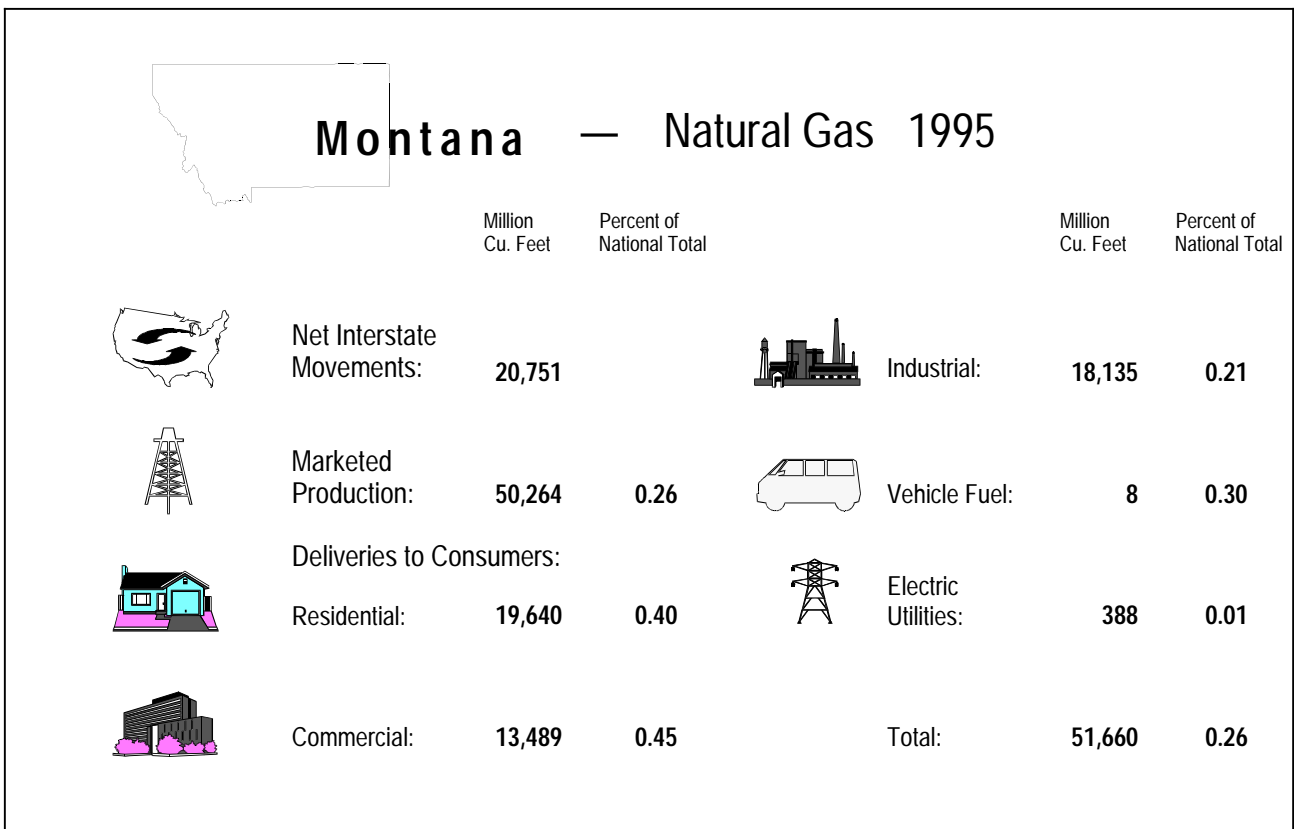 Montana — Natural Gas 1995
Million Cu. Feet
Percent of National Total
Million Cu. Feet
Percent of National Total
Net Interstate
Movements: 20,751
Marketed
Production: 50,264 0.26
Deliveries to Consumers:
Residential: 19,640 0.40
Commercial: 13,489 0.45
Industrial: 18,135 0.21
Vehicle Fuel: 8 0.30
Electric
Utilities: 388 0.01
Total: 51,660 0.26